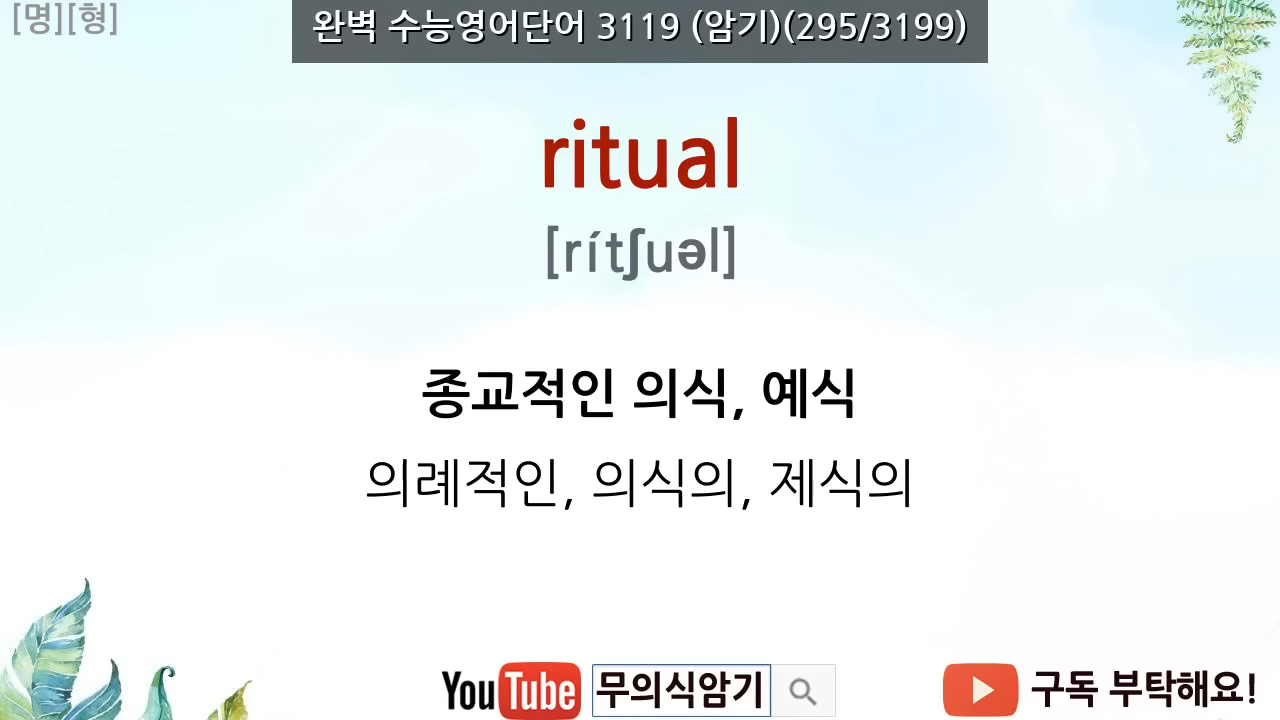 [명][형]
완벽 수능영어단어 3119 (암기)(295/3199)
ritual
[rítʃuəl]
종교적인 의식, 예식
의례적인, 의식의, 제식의
YouTube 무의식암기
구독 부탁해요!